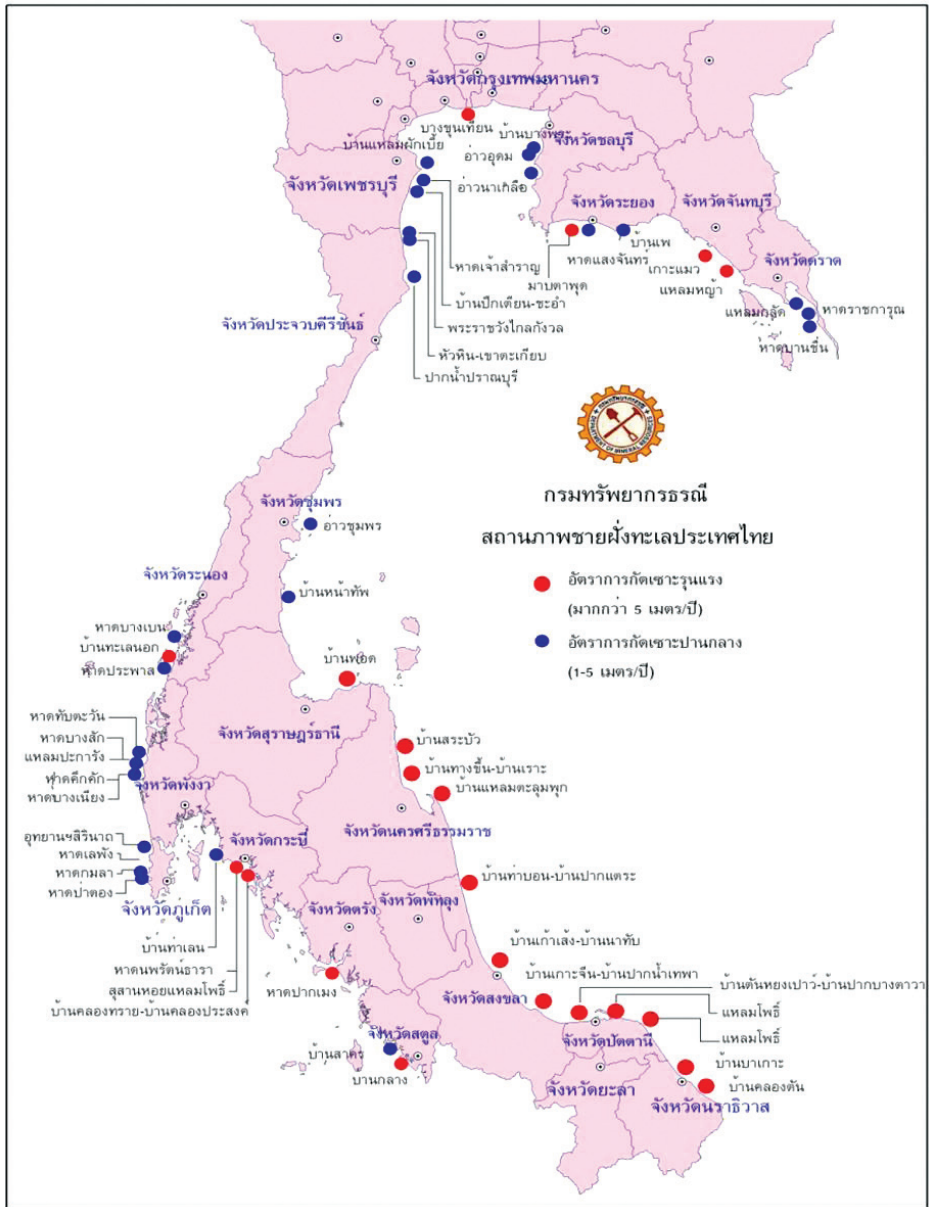 จังหวัดกรุงเทพมหานคร
บางขุนเทียน
บ้านบางพระ
บ้านแหลมผักเบี้ย
อ่าวอุดม
จังหวัดชลบุรี
จังหวัดเพชรบุรี
อ่าวนาเกลือ
จังหวัดระยอง
จังหวัดจันทบุรี
บ้านเพ
หาดแสงจันทร์
เกาะแมว
จังหวัดตราด
หาดเจ้าสำราญ
มาบตาพุด
แหลมหญ้า
บ้านปึกเตียน-ชะอำ
แหลมกลัด
หาดราชการุณ
จังหวัดประจวบคีรีขันธ์
พระราชวังไกลกังวล
หาดบานชื่น
หัวหิน-เขาตะเกียบ
ปากน้ำปราณบุรี
กรมทรัพยากรธรณี
DEPARTMENT OF MINERAL RESOURCES
กรมทรัพยากรธรณี
สถานภาพชายฝั่งทะเลประเทศไทย
อัตราการกัดเซาะรุนแรง
(มากกว่า 5 เมตร/ปี)
อัตราการกัดเซาะปานกลาง
(1-5 เมตร/ปี)
จังหวัดชุมพร
อ่าวชุมพร
จังหวัดระนอง
บ้านหน้าทัพ
หาดบางเบน
บ้านทะเลนอก
หาดประพาส
บ้านพอด
หาดทับตะวัน
หาดบางสัก
แหลมปะการัง
หาดคึกคัก
หาดบางเนียง
จังหวัดสุราษฎร์ธานี
บ้านสระบัว
บ้านทางขึ้น-บ้านเราะ
บ้านแหลมตะลุมพุก
จังหวัดพังงา
จังหวัดนครศรีธรรมราช
อุทยานฯสิรินาถ
จังหวัดกระบี่
หาดเลพัง
หาดกมลา
หาดป่าตอง
จังหวัดภูเก็ต
บ้านท่าบอน-บ้านปากแตระ
จังหวัดตรัง
จังหวัดพัทลุง
บ้านท่าเลน
หาดนพรัตน์ธารา
สุสานหอยแหลมโพธิ์
บ้านคลองทราย-บ้านคลองประสงค์
หาดปากเมง
บ้านเก้าเส้ง-บ้านนาทับ
บ้านเกาะจีน-บ้านปากน้ำเทพา
บ้านตันหยงเปาว์-บ้านปากบางตาวา
จังหวัดสงขลา
แหลมโพธิ์
แหลมโพธิ์
จังหวัดสตูล
จังหวัดปัตตานี
บ้านสาคร
บานกลาง
บ้านบาเกาะ
บ้านคลองตัน
จังหวัดยะลา
จังหวัดนราธิวาส